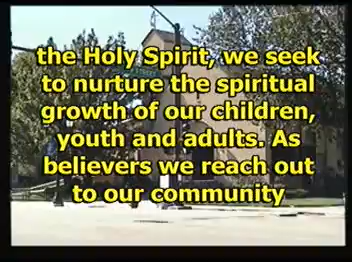 the Holy Spirit, we seek
to nurture the spiritual
growth of our children,
youth and adults. As
believers we reach out
to our community